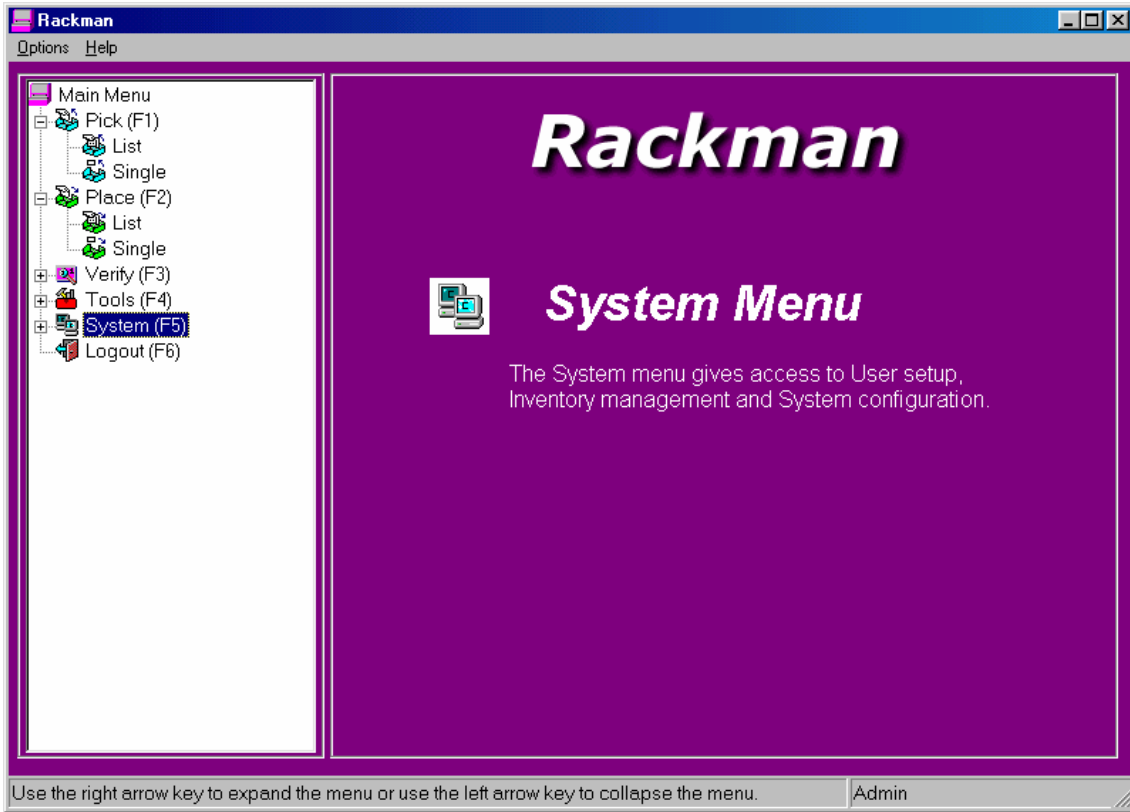 Rackman
Options Help
Main Menu
Pick (F1)
List
Single
Place (F2)
List
Single
Verify (F3)
Tools (F4)
System (F5)
Logout (F6)
Rackman
System Menu
The System menu gives access to User setup,
Inventory management and System configuration.
Use the right arrow key to expand the menu or use the left arrow key to collapse the menu.
Admin